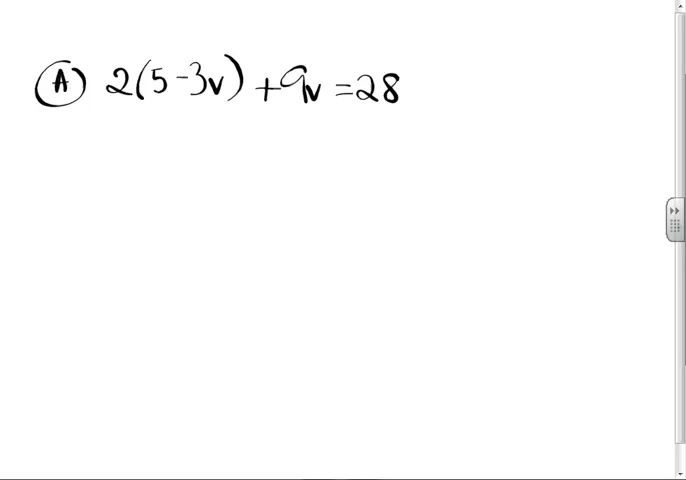 Ⓐ 2(5-3v) + 9v = 28